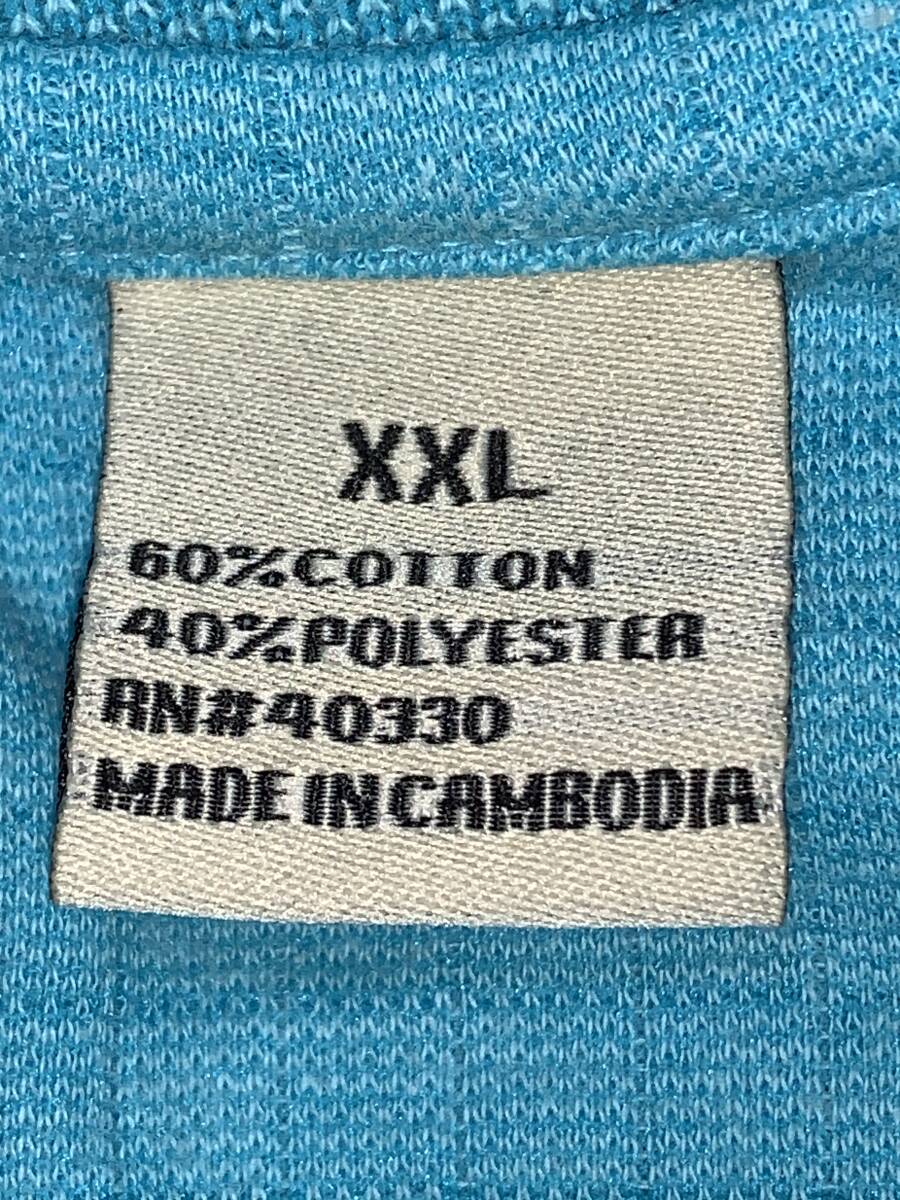 XXL
60%COTTON
40%POLYESTER
RN#40330
MADE IN CAMBODIA